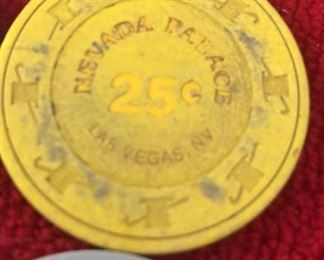 NEVADA PALACE
25¢
LAS VEGAS, NV